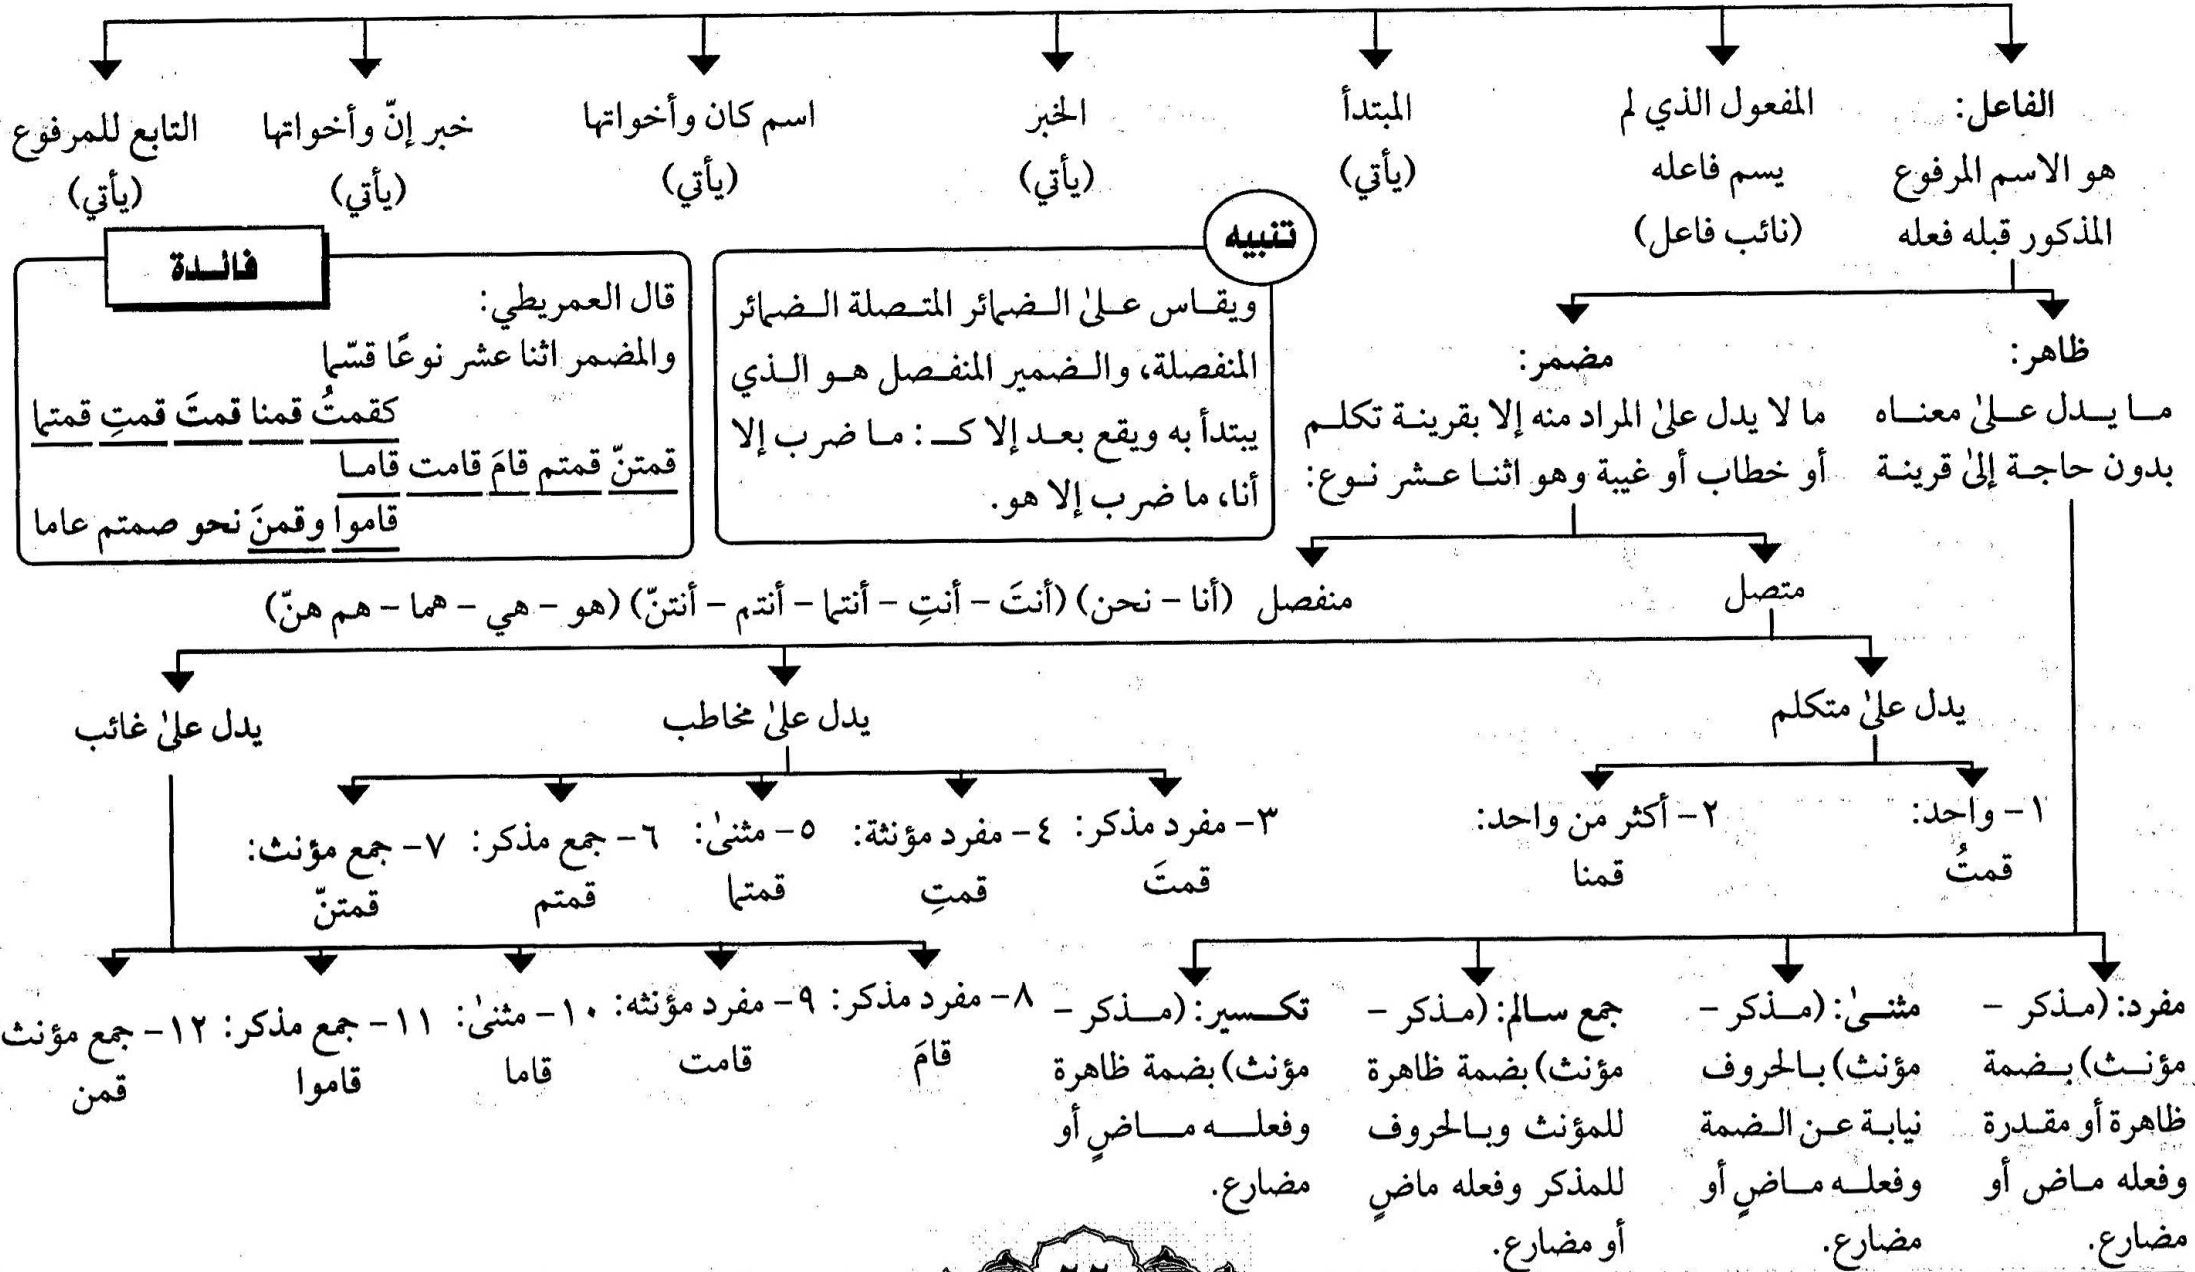 الفاعل:
هو الاسم المرفوع
المذكور قبله فعله
المفعول الذي لم
يسم فاعله
(نائب فاعل)
المبتدأ
(يأتي)
الخبر
(يأتي)
اسم كان وأخواتها
(يأتي)
خبر إنّ وأخواتها
(يأتي)
التابع للمرفوع
(يأتي)
تنبيه
ويقاس علىٰ الضمائر المتصلة الضمائر
المنفصلة، والضمير المنفصل هو الذي
يبتدأ به ويقع بعد إلا كـ : ما ضرب إلا
أنا، ما ضرب إلا هو.
فائدة
قال العمريطي:
والمضمر اثنا عشر نوعًا قسّما
كقمتُ قمنا قمتَ قمتِ قمتما
قمتنّ قمتم قامَ قامت قاما
قاموا وقمنَ نحو صمتم عاما
ظاهر:
ما يدل علىٰ معناه
بدون حاجة إلىٰ قرينة
مضمر:
ما لا يدل علىٰ المراد منه إلا بقرينة تكلم
أو خطاب أو غيبة وهو اثنا عشر نوع:
متصل
منفصل (أنا – نحن) (أنتَ – أنتِ – أنتما – أنتم – أنتنّ) (هو – هي – هما – هم هنّ)
يدل علىٰ متكلم
يدل علىٰ مخاطب
يدل علىٰ غائب
١– واحد:
قمتُ
٢– أكثر من واحد:
قمنا
٣– مفرد مذكر:
قمتَ
٤– مفرد مؤنثة:
قمتِ
٥– مثنىٰ:
قمتما
٦– جمع مذكر:
قمتم
٧– جمع مؤنث:
قمتنّ
مفرد: (مذكر –
مؤنث) بضمة
ظاهرة أو مقدرة
وفعله ماض أو
مضارع.
مثنىٰ: (مذكر –
مؤنث) بالحروف
نيابة عن الضمة
وفعله ماضٍ أو
مضارع.
جمع سالم: (مذكر –
مؤنث) بضمة ظاهرة
للمؤنث وبالحروف
للمذكر وفعله ماضٍ
أو مضارع.
تكسير: (مذكر –
مؤنث) بضمة ظاهرة
وفعله ماضٍ أو
مضارع.
٨– مفرد مذكر:
قامَ
٩– مفرد مؤنثه:
قامت
١٠– مثنىٰ:
قاما
١١– جمع مذكر:
قاموا
١٢– جمع مؤنث
قمن